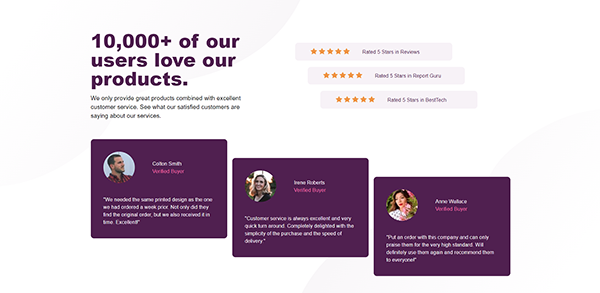 10,000+ of our
users love our
products.
We only provide great products combined with excellent
customer service. See what our satisfied customers are
saying about our services.
Rated 5 Stars in Reviews
Rated 5 Stars in Report Guru
Rated 5 Stars in BestTech
Colton Smith
Verified Buyer
"We needed the same printed design as the one
we had ordered a week prior. Not only did they
find the original order, but we also received it in
time. Excellent!"
Irene Roberts
Verified Buyer
"Customer service is always excellent and very
quick turn around. Completely delighted with the
simplicity of the purchase and the speed of
delivery."
Anne Wallace
Verified Buyer
"Put an order with this company and can only
praise them for the very high standard. Will
definitely use them again and recommend them
to everyone!"